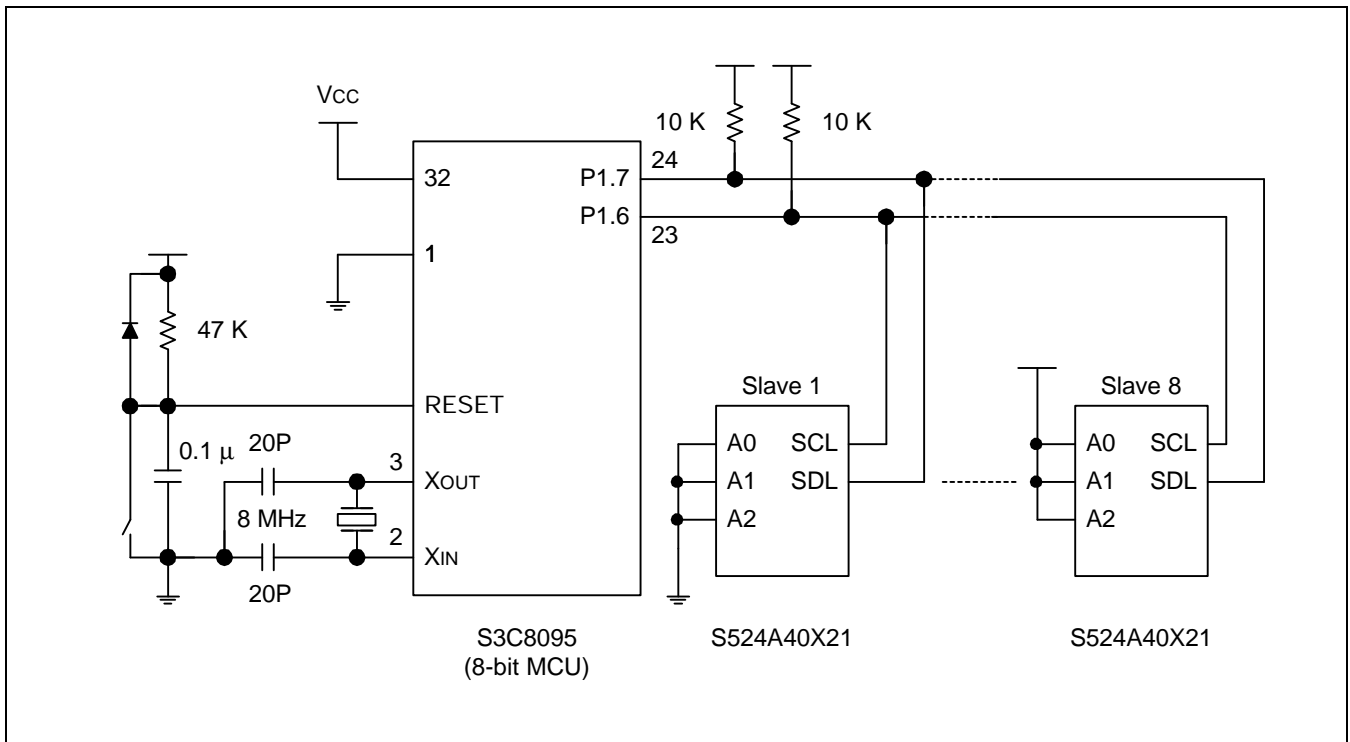 VCC
10 K
10 K
24
32
P1.7
P1.6
23
1
47 K
RESET
Slave 1
Slave 8
0.1 μ
20P
3
A0
SCL
A0
SCL
XOUT
A1
SDL
A1
SDL
8 MHz
2
A2
A2
XIN
20P
S3C8095
(8-bit MCU)
S524A40X21
S524A40X21